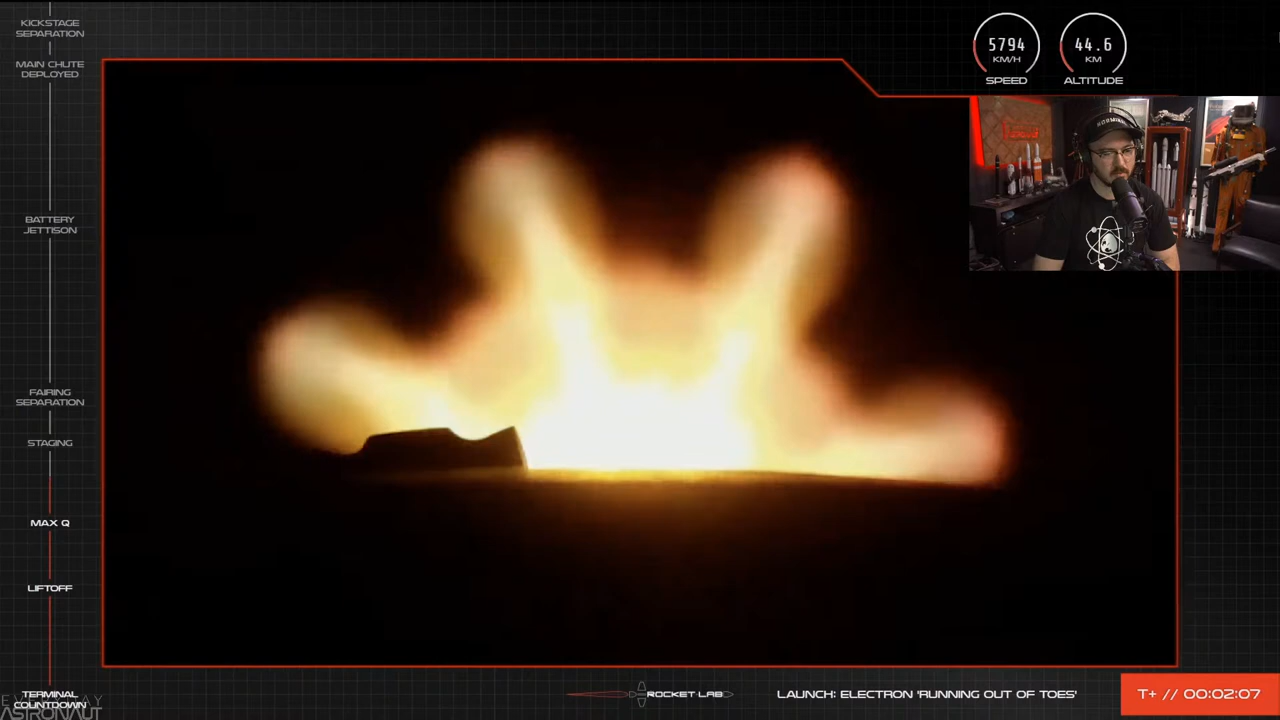 KICKSTAGE
SEPARATION
MAIN CHUTE
DEPLOYED
BATTERY
JETTISON
FAIRING
SEPARATION
STAGING
MAX Q
LIFTOFF
TERMINAL
COUNTDOWN
5794
KM/H
SPEED
44.6
KM
ALTITUDE
ROCKET LAB
LAUNCH: ELECTRON 'RUNNING OUT OF TOES'
T+ // 00:02:07